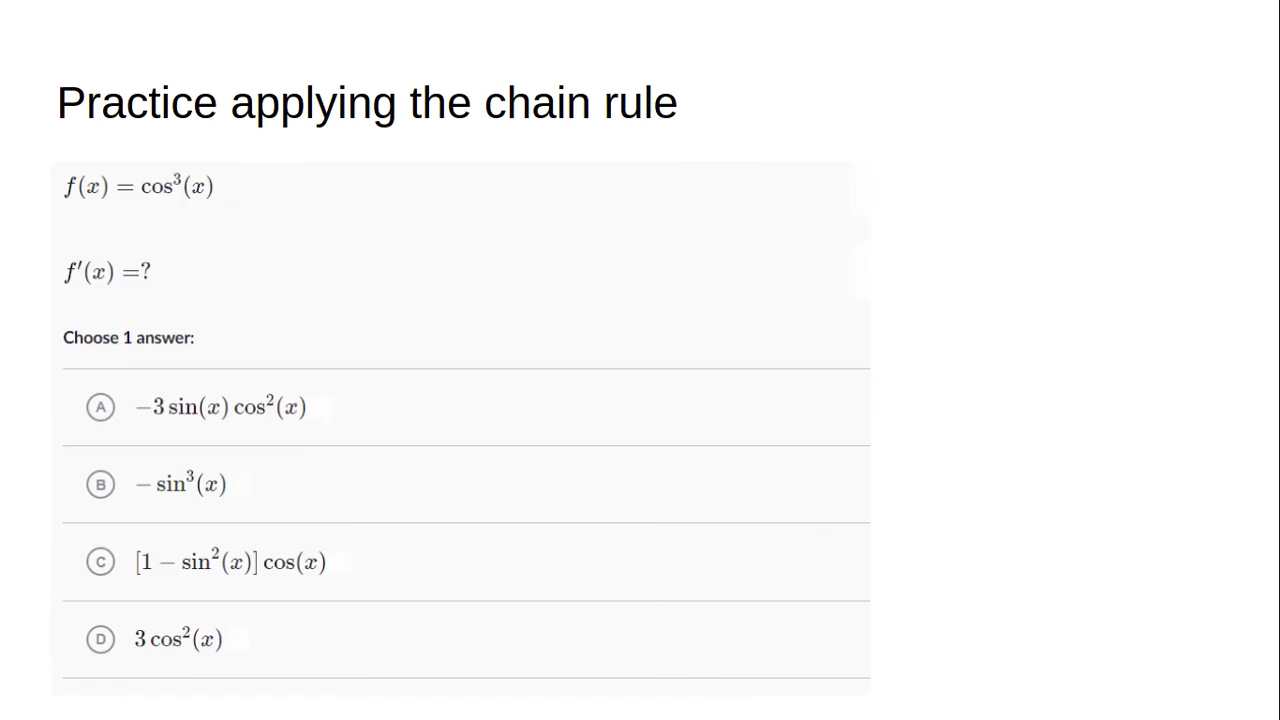 Practice applying the chain rule
f(x) = cos³(x)
f′(x) =?
Choose 1 answer:
A −3 sin(x) cos²(x)
B − sin³(x)
C [1 − sin²(x)] cos(x)
D 3 cos²(x)